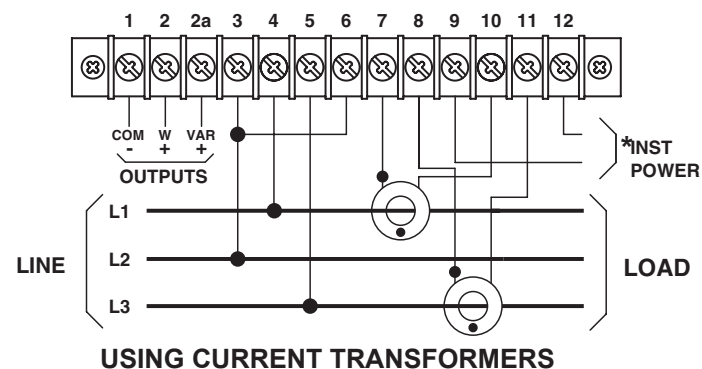 1 2 2a 3 4 5 6 7 8 9 10 11 12
COM W VAR
- + +
OUTPUTS
*INST
POWER
L1
LINE L2 LOAD
L3
USING CURRENT TRANSFORMERS